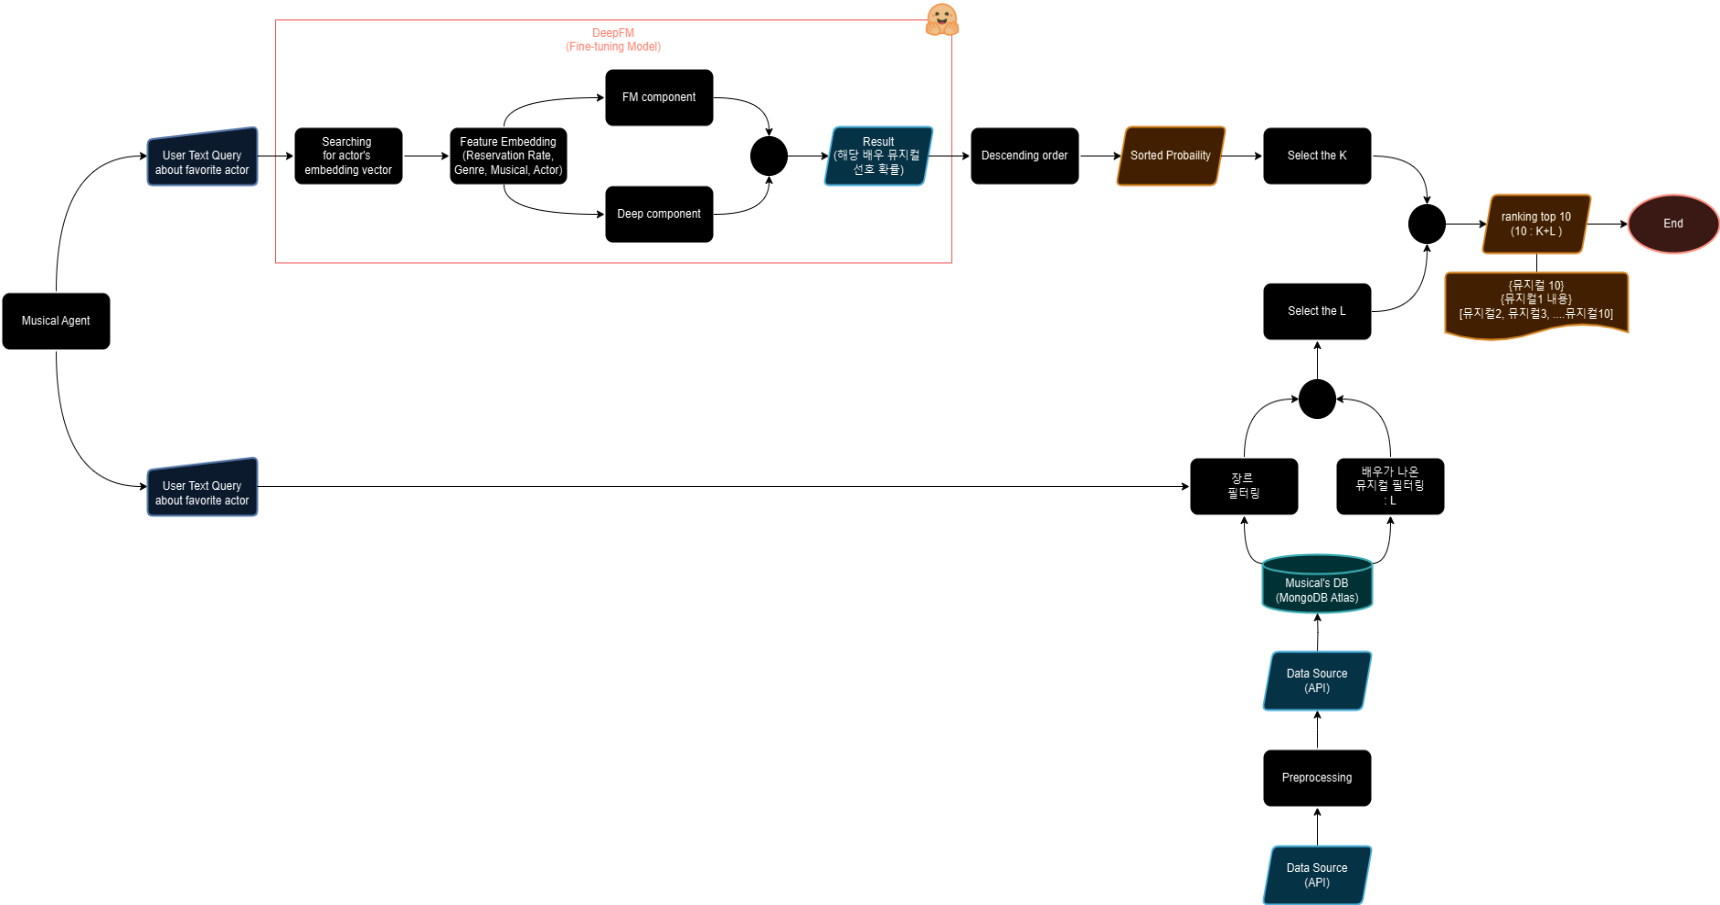 DeepFM
(Fine-tuning Model)
FM component
User Text Query
about favorite actor
Searching
for actor's
embedding vector
Feature Embedding
(Reservation Rate,
Genre, Musical, Actor)
Result
(해당 배우 뮤지컬
선호 확률)
Descending order
Sorted Probaility
Select the K
Deep component
ranking top 10
(10 : K+L )
End
Musical Agent
Select the L
{뮤지컬 10}
{뮤지컬1 내용}
[뮤지컬2, 뮤지컬3, ....뮤지컬10]
User Text Query
about favorite actor
장르
필터링
배우가 나온
뮤지컬 필터링
: L
Musical's DB
(MongoDB Atlas)
Data Source
(API)
Preprocessing
Data Source
(API)